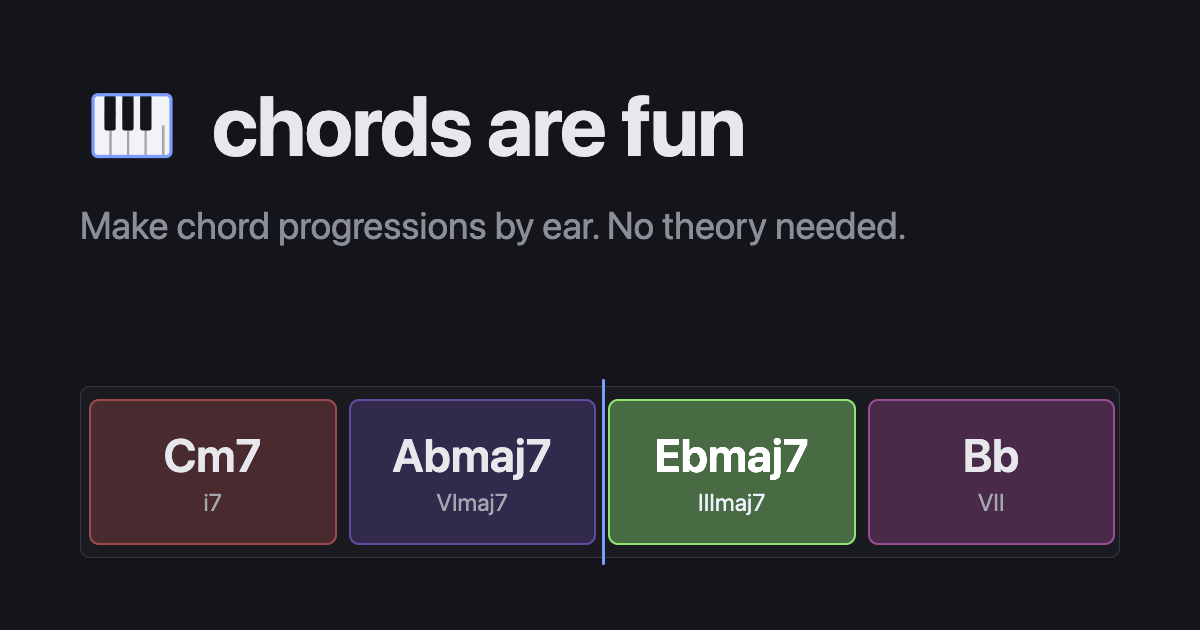 chords are fun
Make chord progressions by ear. No theory needed.
Cm7 Abmaj7 Ebmaj7 Bb
i7 VImaj7 IIImaj7 VII